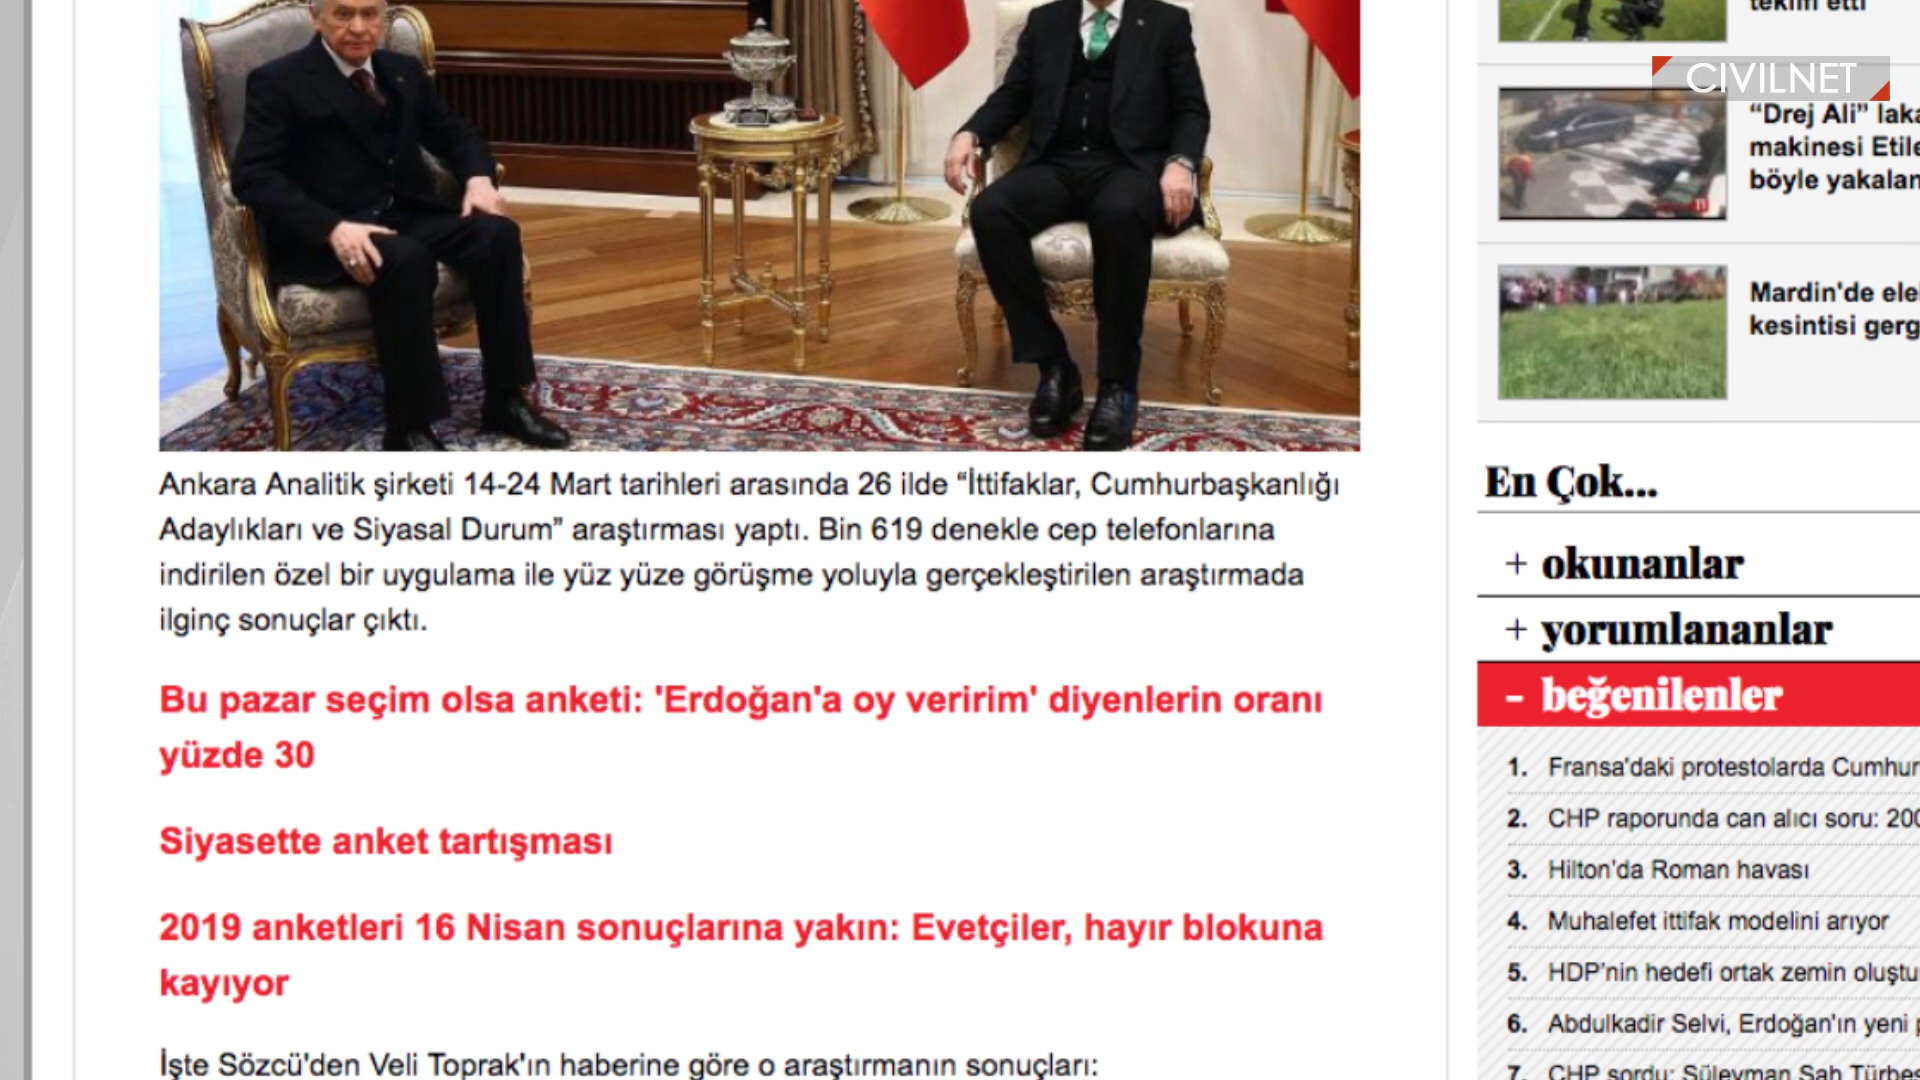 CIVILNET
“Drej Ali”
makinesi
böyle
Mardin'de
kesintisi
Ankara Analitik şirketi 14-24 Mart tarihleri arasında 26 ilde “İttifaklar, Cumhurbaşkanlığı
Adaylıkları ve Siyasal Durum” araştırması yaptı. Bin 619 denekle cep telefonlarına
indirilen özel bir uygulama ile yüz yüze görüşme yoluyla gerçekleştirilen araştırmada
ilginç sonuçlar çıktı.
Bu pazar seçim olsa anketi: 'Erdoğan'a oy veririm' diyenlerin oranı
yüzde 30
Siyasette anket tartışması
2019 anketleri 16 Nisan sonuçlarına yakın: Evetçiler, hayır blokuna
kayıyor
İşte Sözcü'den Veli Toprak'ın haberine göre o araştırmanın sonuçları:
En Çok...
+ okunanlar
+ yorumlananlar
- beğenilenler
1. Fransa'daki protestolarda
2. CHP raporunda can alıcı soru:
3. Hilton'da Roman havası
4. Muhalefet ittifak modelini arıyor
5. HDP'nin hedefi ortak zemin
6. Abdulkadir Selvi, Erdoğan'ın yeni
7. CHP sordu: Süleyman Şah